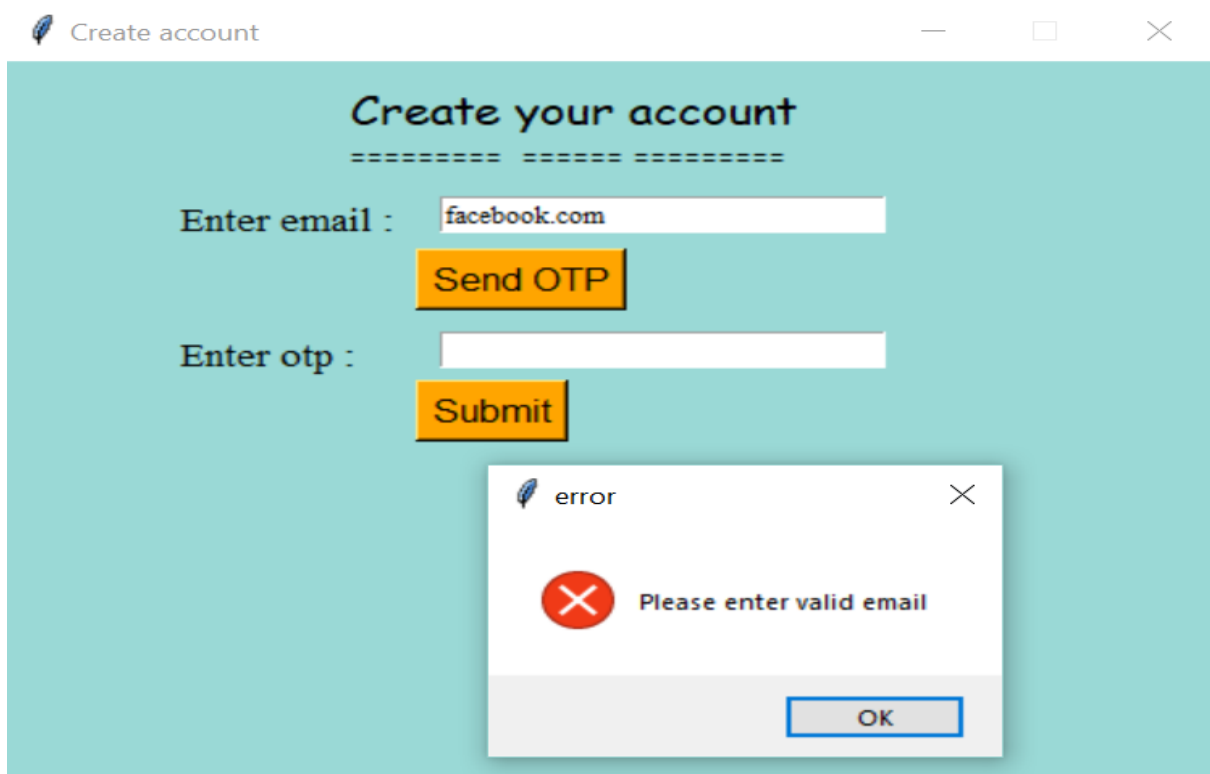 Create account
Create your account
========= ====== =========
Enter email : facebook.com
Send OTP
Enter otp :
Submit
error
Please enter valid email
OK